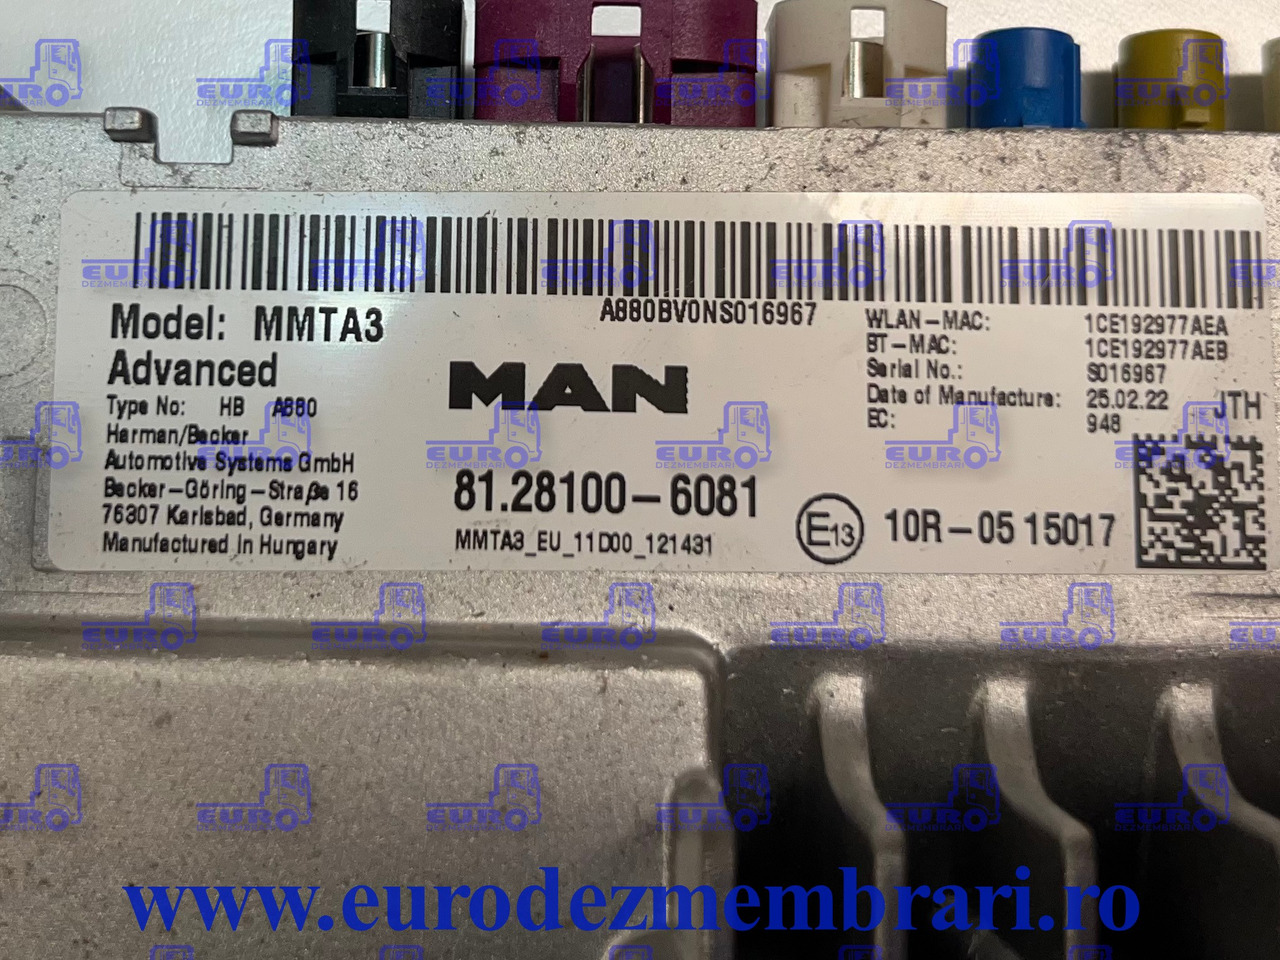 A880BV0NS016967
Model: MMTA3
Advanced
Type No: HB A880
Harman/Becker
Automotive Systems GmbH
Becker-Göring-Straße 16
76307 Karlsbad, Germany
Manufactured In Hungary
MAN
81.28100-6081
MMTA3_EU_11D00_121431
WLAN-MAC: 1CE192977AEA
BT-MAC: 1CE192977AEB
Serial No.: S016967
Date of Manufacture: 25.02.22
EC: 948
JTH
E13
10R-05 15017
EURO DEZMEMBRARI
www.eurodezmembrari.ro